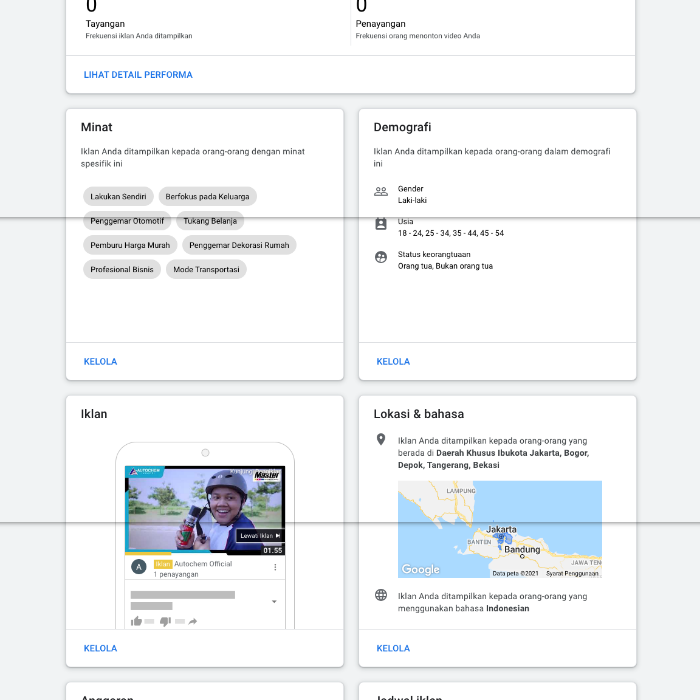 0
Tayangan
Frekuensi iklan Anda ditampilkan
0
Penayangan
Frekuensi orang menonton video Anda
LIHAT DETAIL PERFORMA
Minat
Iklan Anda ditampilkan kepada orang-orang dengan minat
spesifik ini
Lakukan Sendiri
Berfokus pada Keluarga
Penggemar Otomotif
Tukang Belanja
Pemburu Harga Murah
Penggemar Dekorasi Rumah
Profesional Bisnis
Mode Transportasi
KELOLA
Demografi
Iklan Anda ditampilkan kepada orang-orang dalam demografi
ini
Gender
Laki-laki
Usia
18 - 24, 25 - 34, 35 - 44, 45 - 54
Status keorangtuaan
Orang tua, Bukan orang tua
KELOLA
Iklan
AUTOCHEM
Master
Lewati Iklan
01.55
A
Iklan Autochem Official
1 penayangan
KELOLA
Lokasi & bahasa
Iklan Anda ditampilkan kepada orang-orang yang
berada di Daerah Khusus Ibukota Jakarta, Bogor,
Depok, Tangerang, Bekasi
LAMPUNG
Jakarta
BANTEN
Bandung
JAWA TEN
Google
Data peta ©2021 Syarat Penggunaan
Iklan Anda ditampilkan kepada orang-orang yang
menggunakan bahasa Indonesian
KELOLA
Anggaran
Jadwal iklan